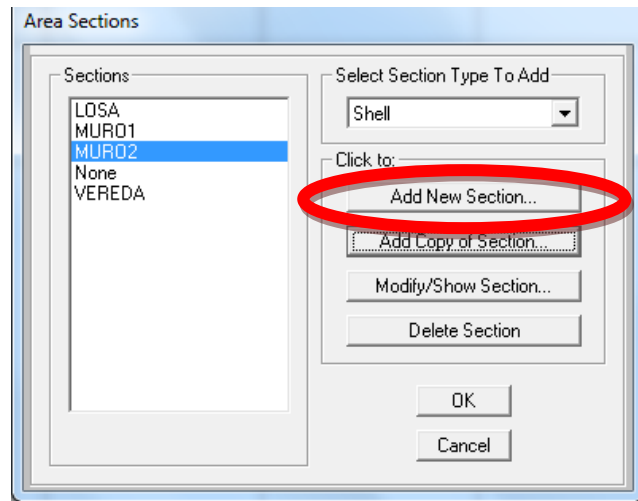 Area Sections
Sections
LOSA
MURO1
MURO2
None
VEREDA
Select Section Type To Add
Shell
Click to:
Add New Section...
Add Copy of Section...
Modify/Show Section...
Delete Section
OK
Cancel